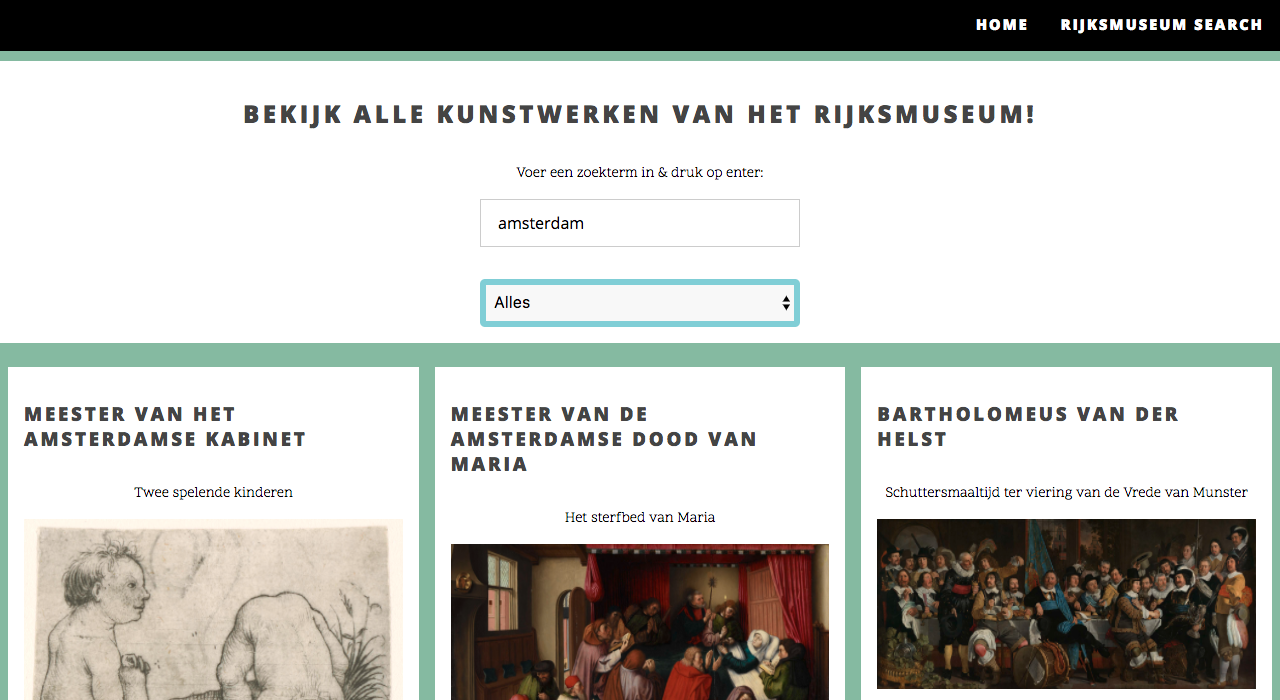 HOME RIJKSMUSEUM SEARCH
BEKIJK ALLE KUNSTWERKEN VAN HET RIJKSMUSEUM!
Voer een zoekterm in & druk op enter:
amsterdam
Alles
MEESTER VAN HET
AMSTERDAMSE KABINET
Twee spelende kinderen
MEESTER VAN DE
AMSTERDAMSE DOOD VAN
MARIA
Het sterfbed van Maria
BARTHOLOMEUS VAN DER
HELST
Schuttersmaaltijd ter viering van de Vrede van Munster